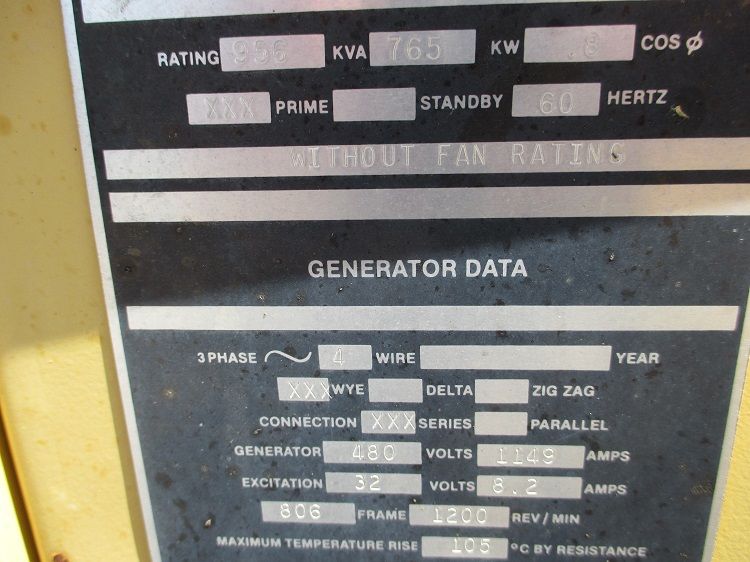 RATING 956 KVA 765 KW .8 COS ϕ
XXX PRIME STANDBY 60 HERTZ
WITHOUT FAN RATING
GENERATOR DATA
3 PHASE ~ 4 WIRE YEAR
XXX WYE DELTA ZIG ZAG
CONNECTION XXX SERIES PARALLEL
GENERATOR 480 VOLTS 1149 AMPS
EXCITATION 32 VOLTS 8.2 AMPS
806 FRAME 1200 REV / MIN
MAXIMUM TEMPERATURE RISE 105 °C BY RESISTANCE